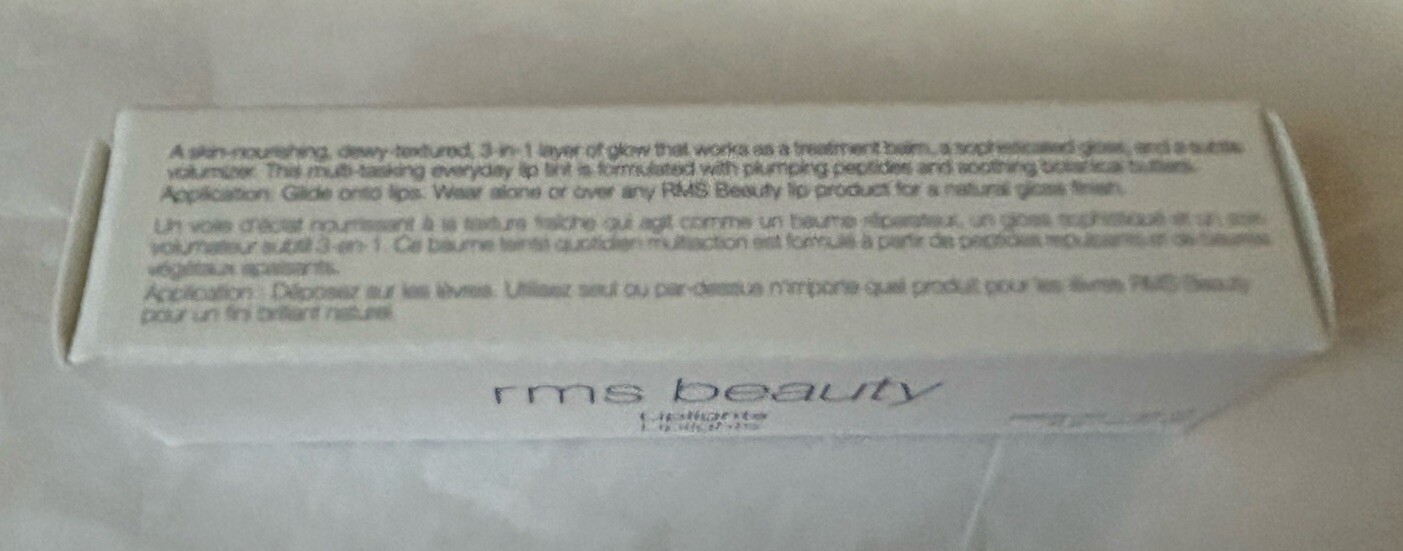 A skin-nourishing, dewy-textured, 3-in-1 layer of glow that works as a treatment balm, a sophisticated gloss, and a subtle
volumizer. This multi-tasking everyday lip tint is formulated with plumping peptides and soothing botanical butters.
Application: Glide onto lips. Wear alone or over any RMS Beauty lip product for a natural gloss finish.
Un voile d'éclat nourrissant à la texture fraîche qui agit comme un baume réparateur, un gloss sophistiqué et un soin
volumateur subtil 3-en-1. Ce baume teinté quotidien multiaction est formulé à partir de peptides repulpants et de beurres
végétaux apaisants.
Application : Déposez sur les lèvres. Utilisez seul ou par-dessus n'importe quel produit pour les lèvres RMS Beauty
pour un fini brillant naturel.
rms beauty